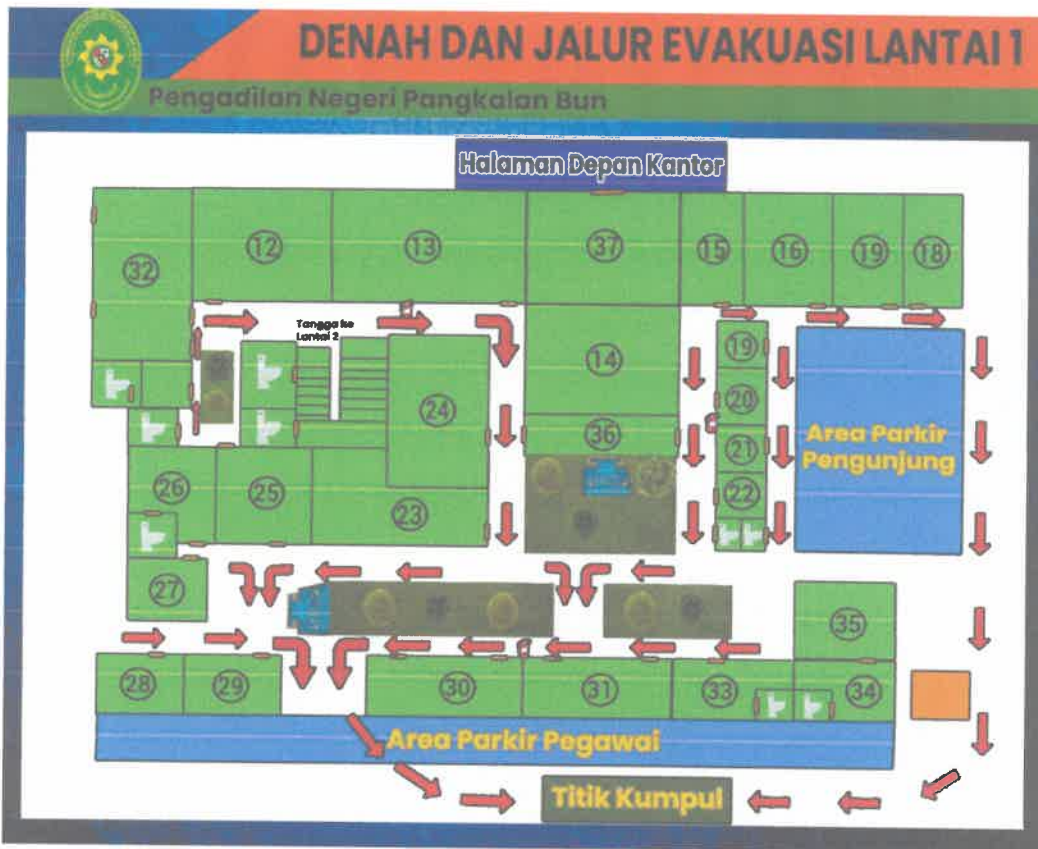 DENAH DAN JALUR EVAKUASI LANTAI 1
Pengadilan Negeri Pangkalan Bun
Halaman Depan Kantor
32
12
13
37
15
16
19
18
Tangga ke
Lantai 2
14
19
24
20
36
21
Area Parkir
Pengunjung
26
25
23
22
27
35
28
29
30
31
33
34
Area Parkir Pegawai
Titik Kumpul